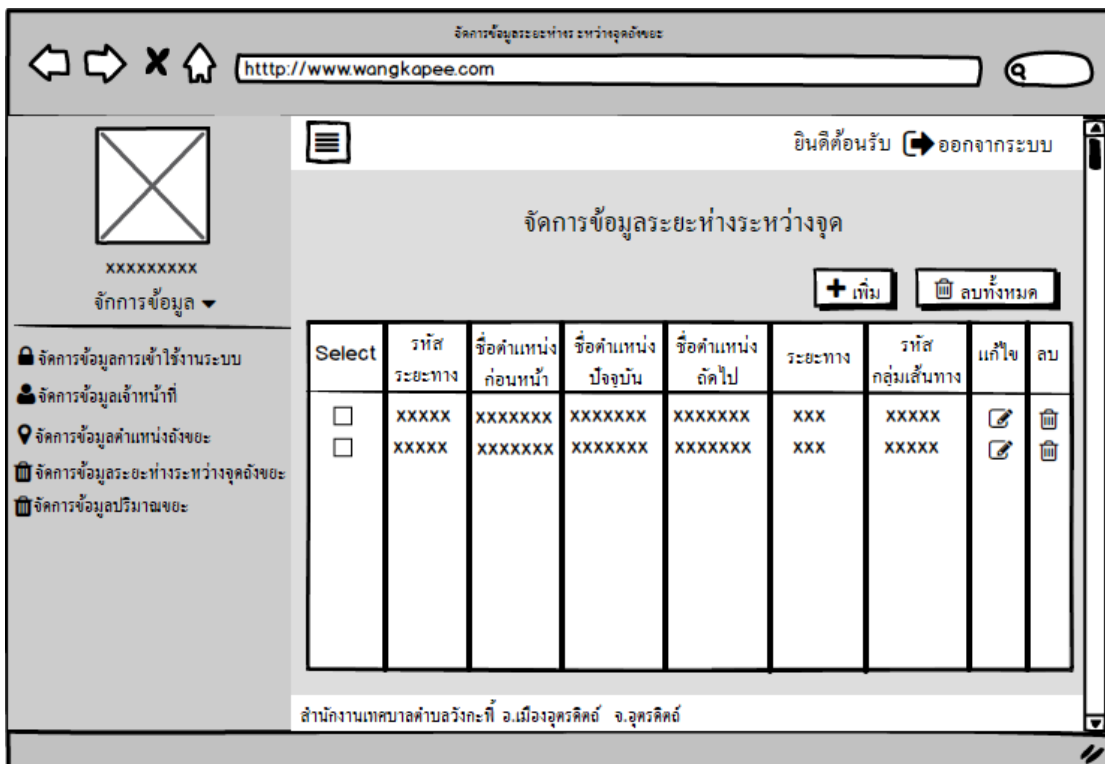 จัดการข้อมูลระยะห่างระหว่างจุดถังขยะ
htttp://www.wangkapee.com
ยินดีต้อนรับ ออกจากระบบ
xxxxxxxxx
จักการข้อมูล
จัดการข้อมูลการเข้าใช้งานระบบ
จัดการข้อมูลเจ้าหน้าที่
จัดการข้อมูลตำแหน่งถังขยะ
จัดการข้อมูลระยะห่างระหว่างจุดถังขยะ
จัดการข้อมูลปริมาณขยะ
จัดการข้อมูลระยะห่างระหว่างจุด
เพิ่ม ลบทั้งหมด
Select รหัส ชื่อตำแหน่ง ชื่อตำแหน่ง ชื่อตำแหน่ง ระยะทาง รหัส แก้ไข ลบ
ระยะทาง ก่อนหน้า ปัจจุบัน ถัดไป กลุ่มเส้นทาง
xxxxx xxxxxxx xxxxxxx xxxxxxx xxx xxxxx
xxxxx xxxxxxx xxxxxxx xxxxxxx xxx xxxxx
สำนักงานเทศบาลตำบลวังกะพี้ อ.เมืองอุตรดิตถ์ จ.อุตรดิตถ์